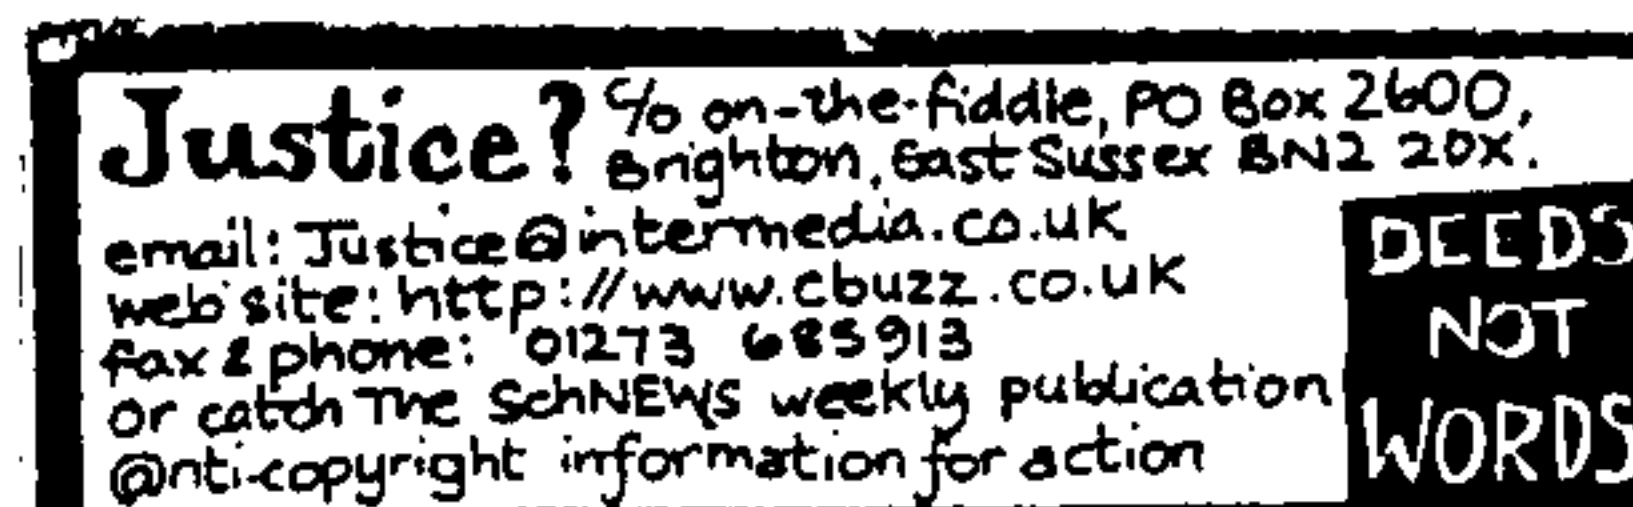 Justice? c/o on-the-fiddle, PO Box 2600,
Brighton, East Sussex BN2 2DX.
email: Justice@intermedia.co.uk
web site: http://www.cbuzz.co.uk
fax & phone: 01273 685913
or catch The SchNEWS weekly publication
@nti-copyright information for action
DEEDS
NOT
WORDS